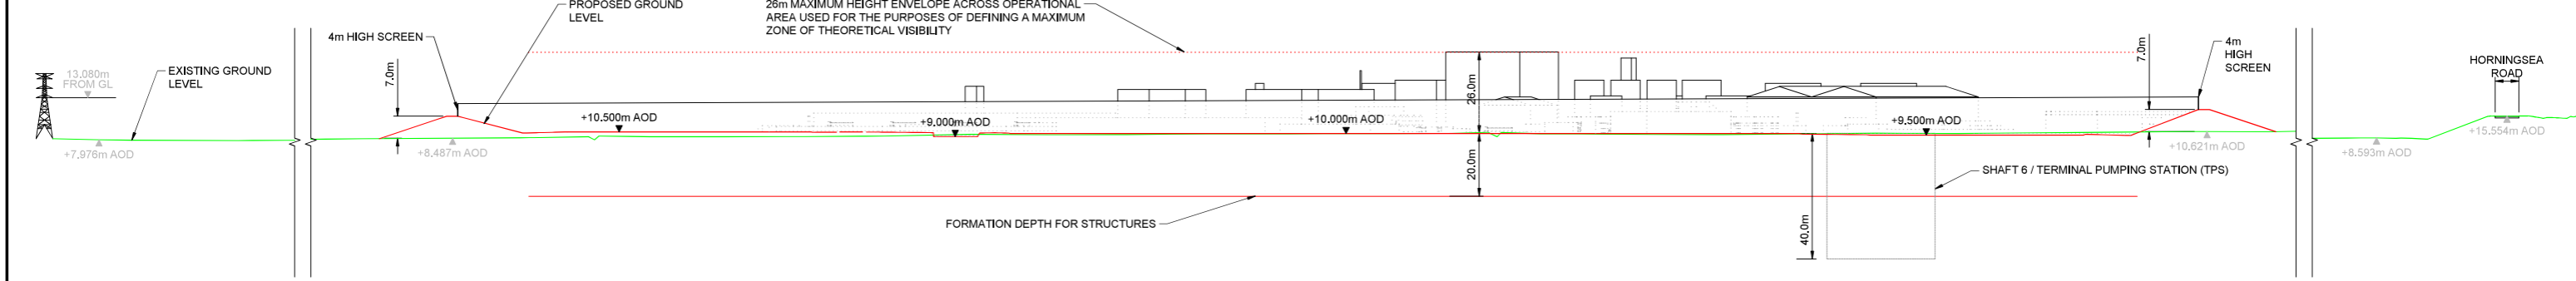 PROPOSED GROUND
LEVEL
26m MAXIMUM HEIGHT ENVELOPE ACROSS OPERATIONAL
AREA USED FOR THE PURPOSES OF DEFINING A MAXIMUM
ZONE OF THEORETICAL VISIBILITY
4m HIGH SCREEN
13.080m
FROM GL
EXISTING GROUND
LEVEL
7.0m
+7.976m AOD
+8.487m AOD
+10.500m AOD
+9.000m AOD
+10.000m AOD
26.0m
20.0m
+9.500m AOD
7.0m
4m
HIGH
SCREEN
HORNINGSEA
ROAD
+15.554m AOD
+10.621m AOD
+8.593m AOD
SHAFT 6 / TERMINAL PUMPING STATION (TPS)
FORMATION DEPTH FOR STRUCTURES
40.0m